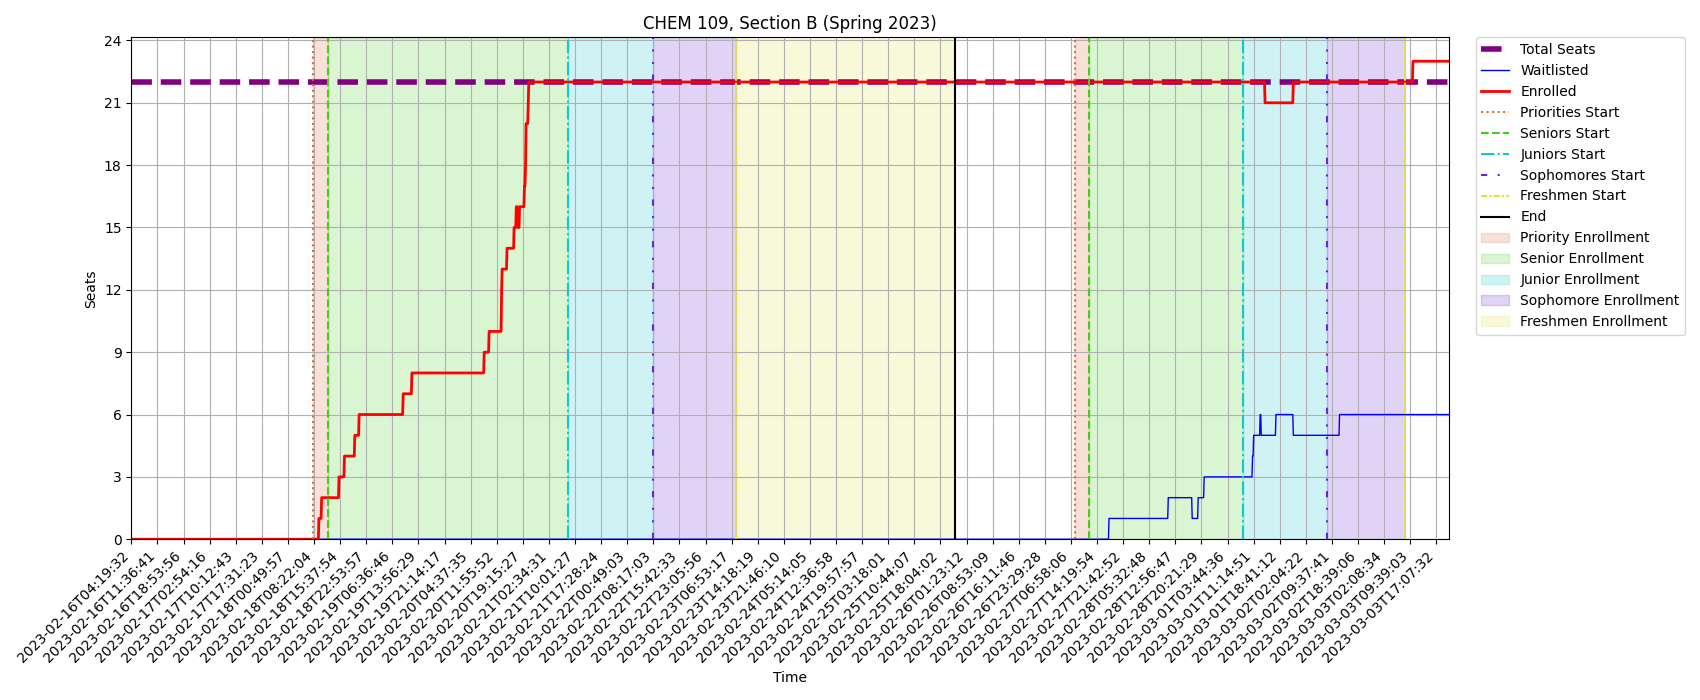 CHEM 109, Section B (Spring 2023)
24
21
18
15
12
9
6
3
0
Seats
2023-02-16T04:19:32
2023-02-16T11:36:41
2023-02-16T18:53:56
2023-02-17T02:54:16
2023-02-17T10:12:43
2023-02-17T17:31:23
2023-02-18T00:49:57
2023-02-18T08:22:04
2023-02-18T15:37:54
2023-02-18T22:53:57
2023-02-19T06:36:46
2023-02-19T13:56:29
2023-02-19T21:14:17
2023-02-20T04:37:35
2023-02-20T11:55:52
2023-02-20T19:15:27
2023-02-21T02:34:31
2023-02-21T10:01:27
2023-02-21T17:28:24
2023-02-22T00:49:03
2023-02-22T08:17:03
2023-02-22T15:42:33
2023-02-22T23:05:56
2023-02-23T06:53:17
2023-02-23T14:18:19
2023-02-23T21:46:10
2023-02-24T05:14:05
2023-02-24T12:36:58
2023-02-24T19:57:57
2023-02-25T03:18:01
2023-02-25T10:44:07
2023-02-25T18:04:02
2023-02-26T01:23:12
2023-02-26T08:53:09
2023-02-26T16:11:46
2023-02-26T23:29:28
2023-02-27T06:58:06
2023-02-27T14:19:54
2023-02-27T21:42:52
2023-02-28T05:32:48
2023-02-28T12:56:47
2023-02-28T20:21:29
2023-03-01T03:44:36
2023-03-01T11:14:51
2023-03-01T18:41:12
2023-03-02T02:04:22
2023-03-02T09:37:41
2023-03-02T18:39:06
2023-03-03T02:08:34
2023-03-03T09:39:03
2023-03-03T17:07:32
Time
Total Seats
Waitlisted
Enrolled
Priorities Start
Seniors Start
Juniors Start
Sophomores Start
Freshmen Start
End
Priority Enrollment
Senior Enrollment
Junior Enrollment
Sophomore Enrollment
Freshmen Enrollment